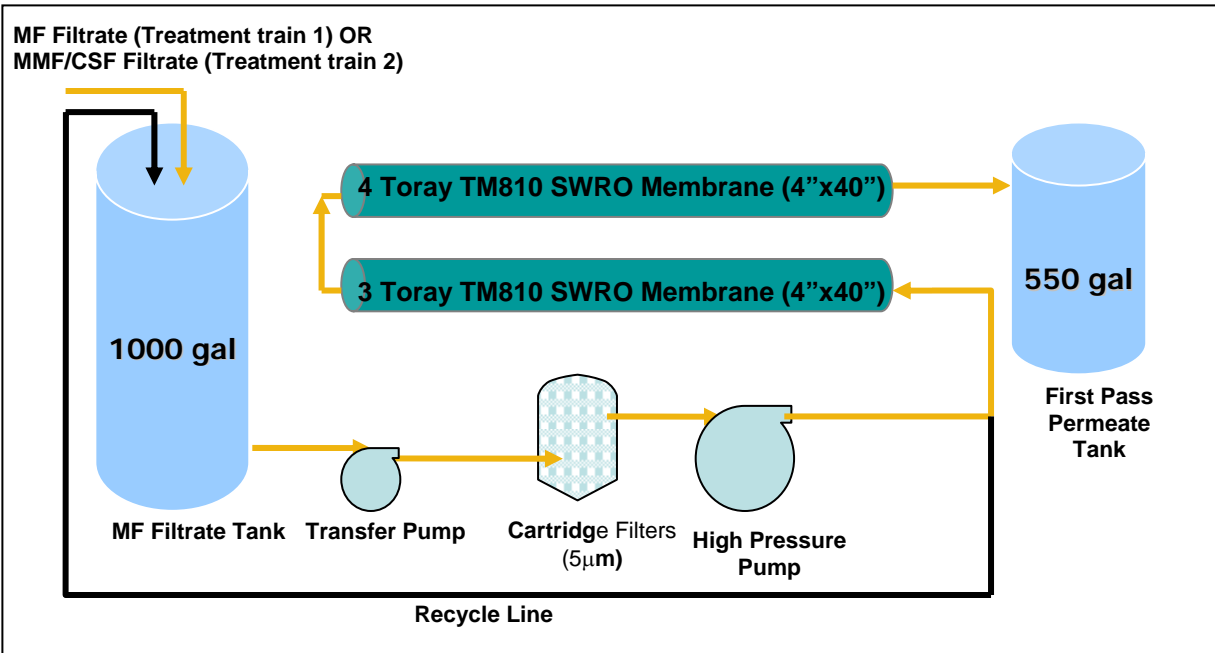 MF Filtrate (Treatment train 1) OR
MMF/CSF Filtrate (Treatment train 2)
4 Toray TM810 SWRO Membrane (4”x40”)
3 Toray TM810 SWRO Membrane (4”x40”)
1000 gal
550 gal
First Pass
Permeate
Tank
MF Filtrate Tank
Transfer Pump
Cartridge Filters
(5μm)
High Pressure
Pump
Recycle Line